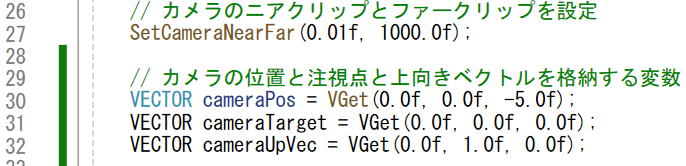 26 // カメラのニアクリップとファークリップを設定
27 SetCameraNearFar(0.01f, 1000.0f);
28
29 // カメラの位置と注視点と上向きベクトルを格納する変数
30 VECTOR cameraPos = VGet(0.0f, 0.0f, -5.0f);
31 VECTOR cameraTarget = VGet(0.0f, 0.0f, 0.0f);
32 VECTOR cameraUpVec = VGet(0.0f, 1.0f, 0.0f);